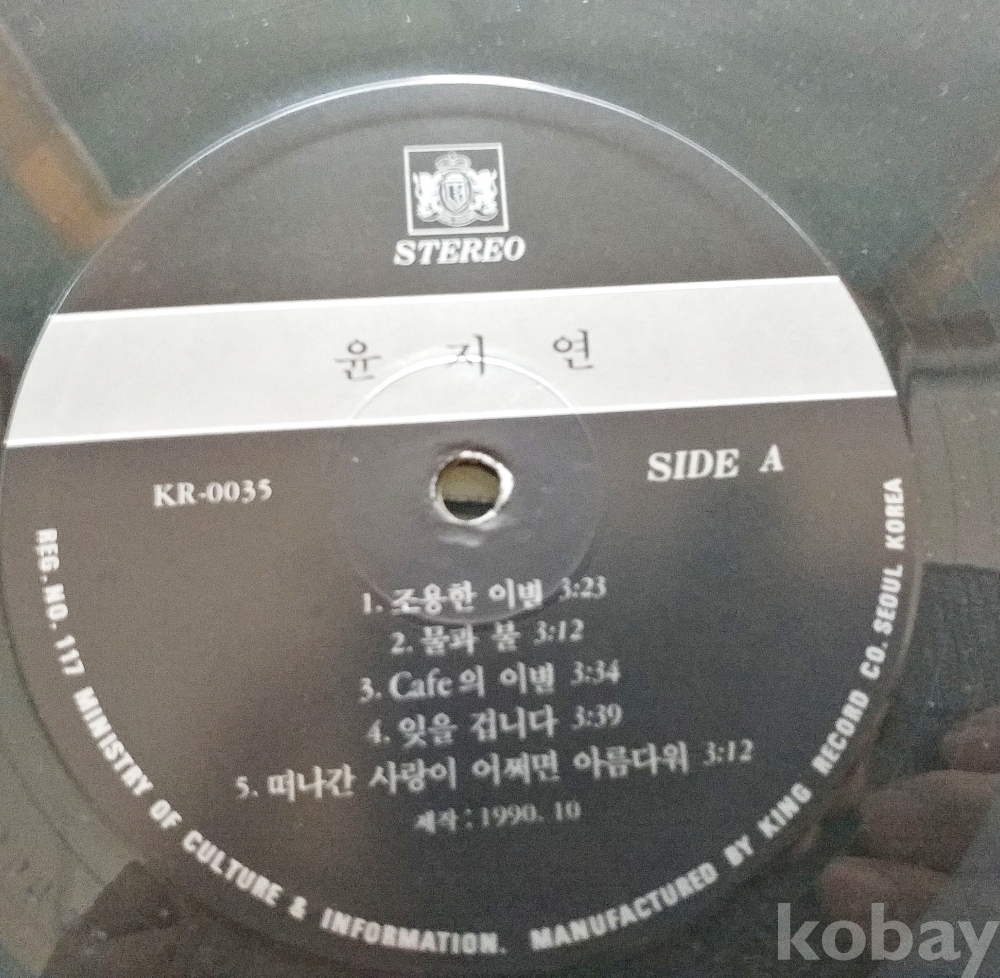 STEREO
윤 지 연
KR-0035
SIDE A
1. 조용한 이별 3:23
2. 물과 불 3:12
3. Cafe의 이별 3:34
4. 잊을 겁니다 3:39
5. 떠나간 사랑이 어쩌면 아름다워 3:12
제작 : 1990. 10
REG. NO. 117 MINISTRY OF CULTURE & INFORMATION. MANUFACTURED BY KING RECORD CO. SEOUL KOREA
kobay